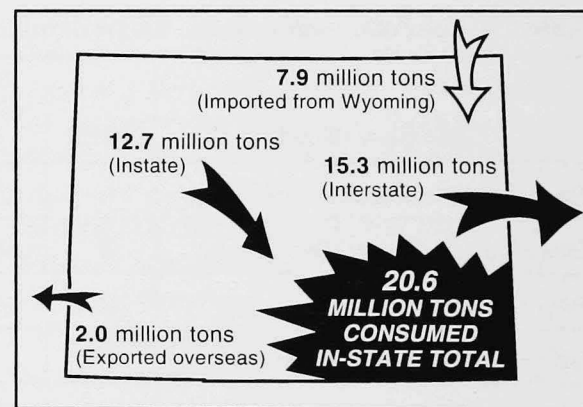 7.9 million tons
(Imported from Wyoming)
12.7 million tons
(Instate)
15.3 million tons
(Interstate)
20.6
MILLION TONS
CONSUMED
IN-STATE TOTAL
2.0 million tons
(Exported overseas)